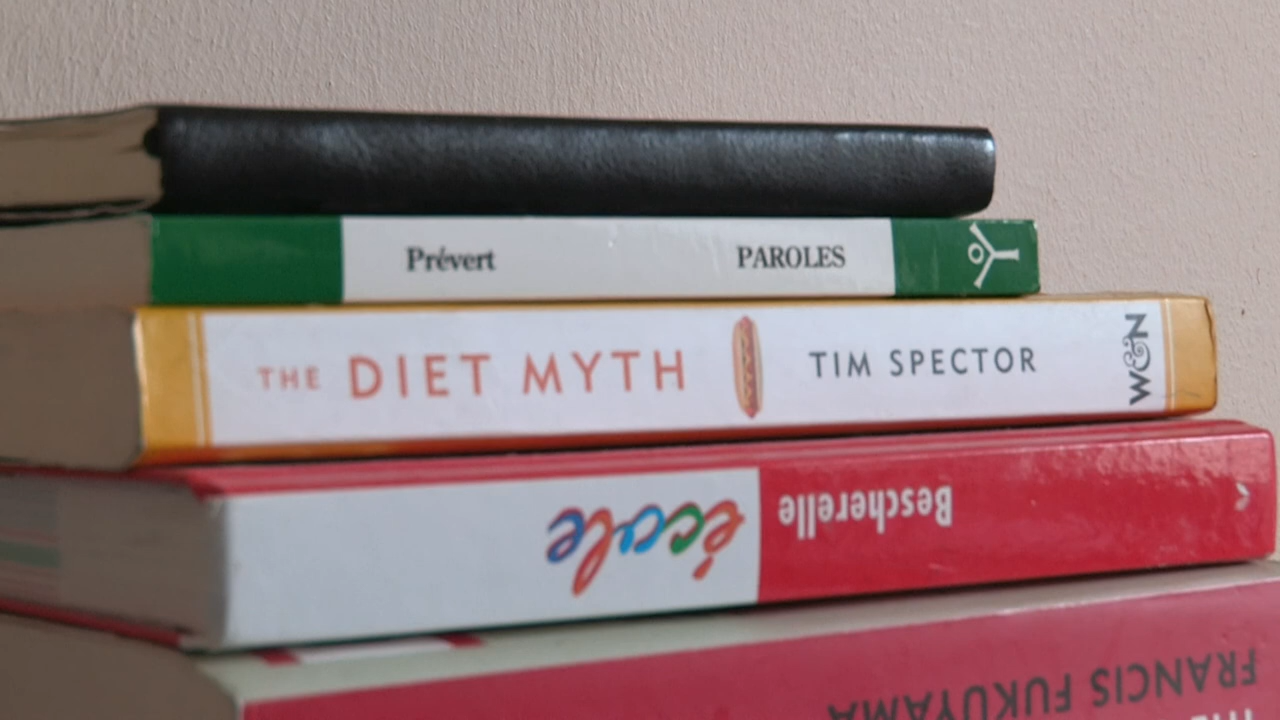 Prévert PAROLES
THE DIET MYTH TIM SPECTOR W&N
Bescherelle école
FRANCIS FUKUYAMA